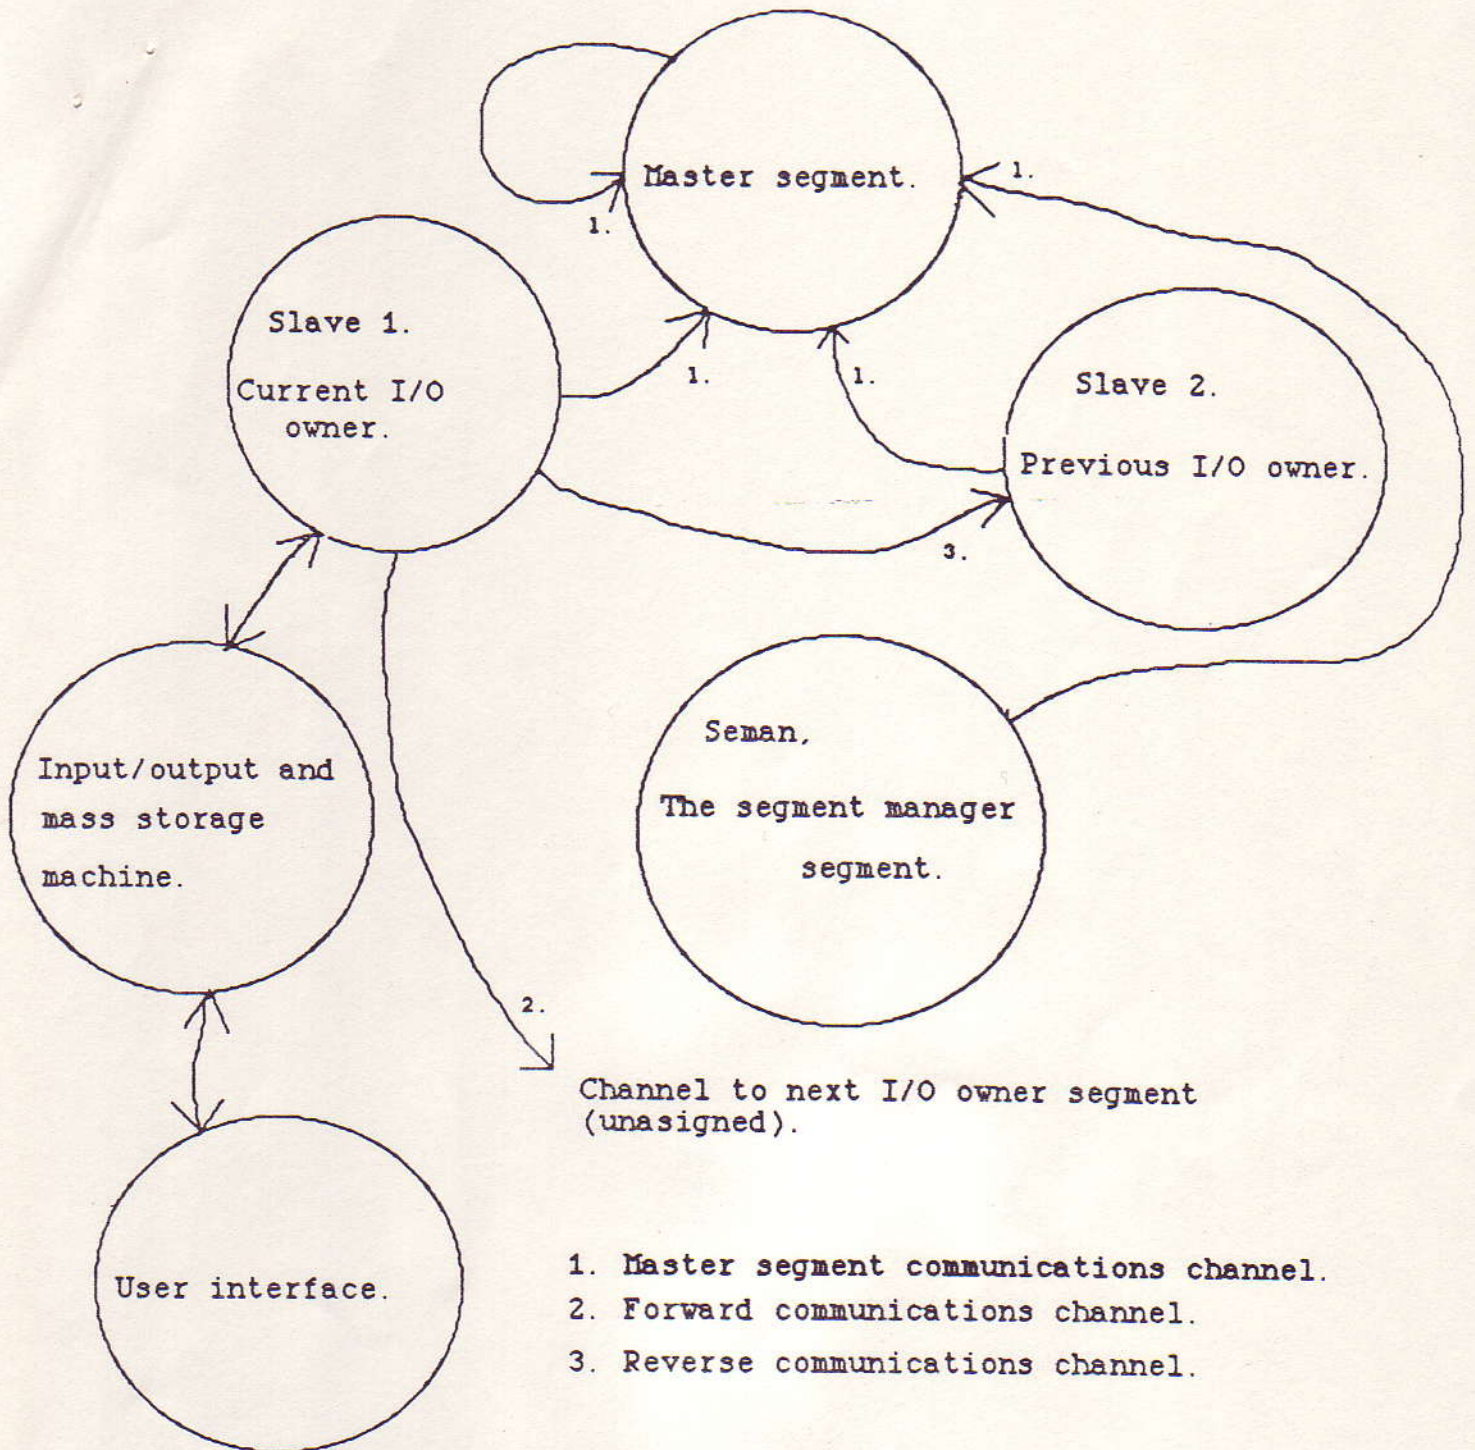 Master segment.
1.
1.
Slave 1.
Current I/O
owner.
1.
1.
Slave 2.
Previous I/O owner.
3.
Seman,
The segment manager
segment.
Input/output and
mass storage
machine.
2.
Channel to next I/O owner segment
(unasigned).
User interface.
1. Master segment communications channel.
2. Forward communications channel.
3. Reverse communications channel.